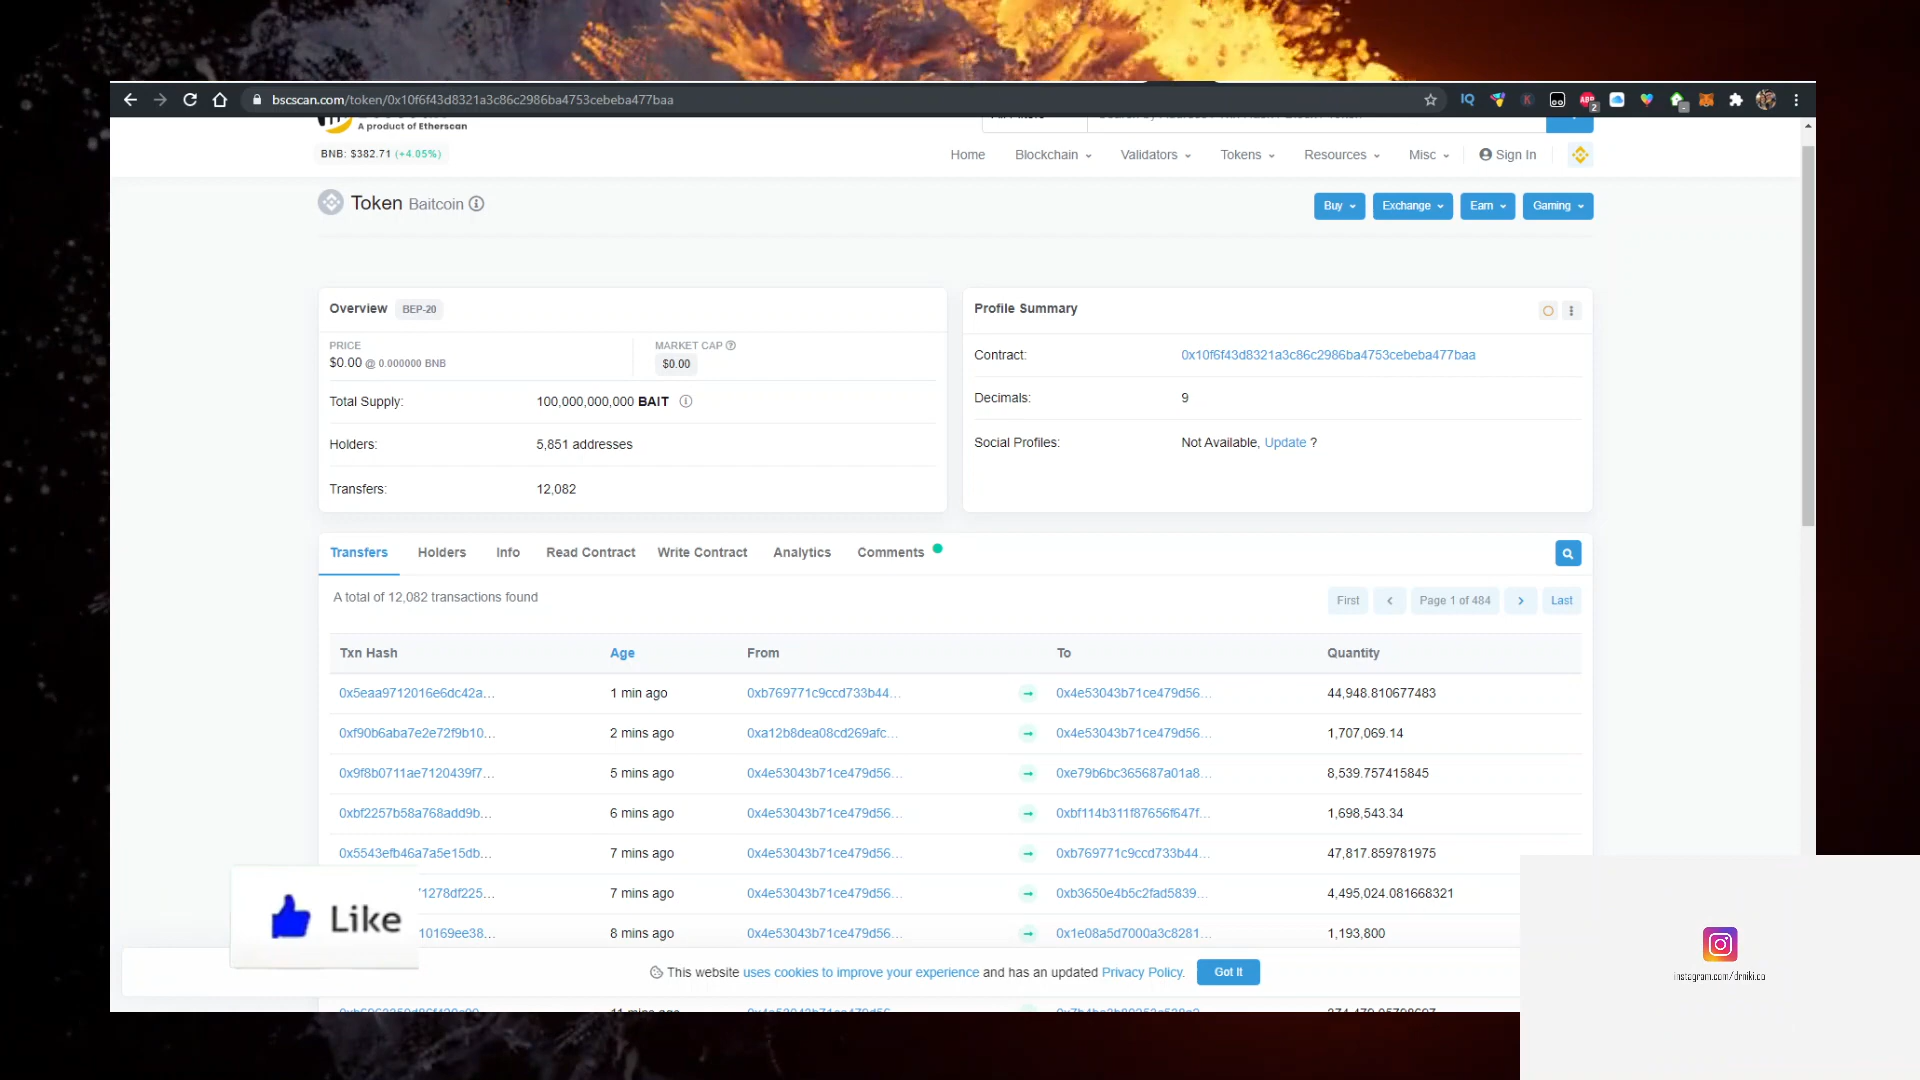 bscscan.com/token/0x10f6f43d8321a3c86c2986ba4753cebeba477baa
IQ
ABP
2
A product of Etherscan
BNB: $382.71 (+4.05%)
Home Blockchain Validators Tokens Resources Misc Sign In
Token Baitcoin
Buy Exchange Earn Gaming
Overview BEP-20
PRICE
$0.00 @ 0.000000 BNB
MARKET CAP
$0.00
Total Supply: 100,000,000,000 BAIT
Holders: 5,851 addresses
Transfers: 12,082
Profile Summary
Contract: 0x10f6f43d8321a3c86c2986ba4753cebeba477baa
Decimals: 9
Social Profiles: Not Available, Update ?
Transfers Holders Info Read Contract Write Contract Analytics Comments
A total of 12,082 transactions found
First Page 1 of 484 Last
Txn Hash Age From To Quantity
0x5eaa9712016e6dc42a... 1 min ago 0xb769771c9ccd733b44... 0x4e53043b71ce479d56... 44,948.810677483
0xf90b6aba7e2e72f9b10... 2 mins ago 0xa12b8dea08cd269afc... 0x4e53043b71ce479d56... 1,707,069.14
0x9f8b0711ae7120439f7... 5 mins ago 0x4e53043b71ce479d56... 0xe79b6bc365687a01a8... 8,539.757415845
0xbf2257b58a768add9b... 6 mins ago 0x4e53043b71ce479d56... 0xbf114b311f87656f647f... 1,698,543.34
0x5543efb46a7a5e15db... 7 mins ago 0x4e53043b71ce479d56... 0xb769771c9ccd733b44... 47,817.859781975
1278df225... 7 mins ago 0x4e53043b71ce479d56... 0xb3650e4b5c2fad5839... 4,495,024.081668321
10169ee38... 8 mins ago 0x4e53043b71ce479d56... 0x1e08a5d7000a3c8281... 1,193,800
Like
This website uses cookies to improve your experience and has an updated Privacy Policy. Got It
instagram.com/drniki.co